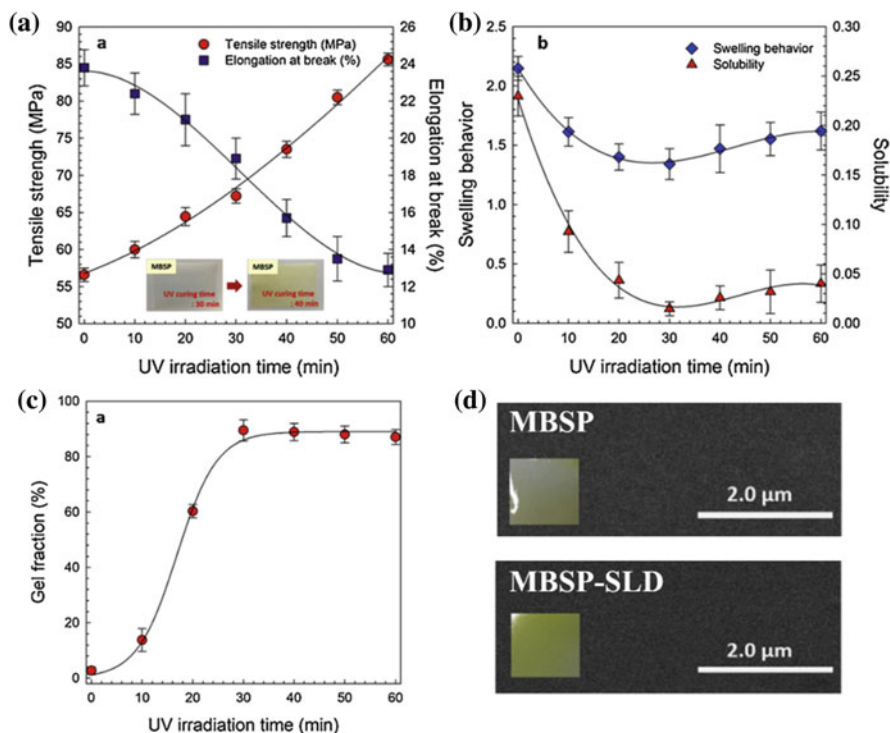 (a)
a
Tensile strength (MPa)
Elongation at break (%)
90
85
80
75
70
65
60
55
50
Tensile strengh (MPa)
26
24
22
20
18
16
14
12
10
Elongation at break (%)
MBSP
UV curing time
: 30 min
MBSP
UV curing time
: 40 min
0 10 20 30 40 50 60
UV irradiation time (min)
(b)
b
Swelling behavior
Solubility
2.5
2.0
1.5
1.0
0.5
0.0
Swelling behavior
0.30
0.25
0.20
0.15
0.10
0.05
0.00
Solubility
0 10 20 30 40 50 60
UV irradiation time (min)
(c)
a
100
80
60
40
20
0
Gel fraction (%)
0 10 20 30 40 50 60
UV irradiation time (min)
(d)
MBSP
2.0 μm
MBSP-SLD
2.0 μm